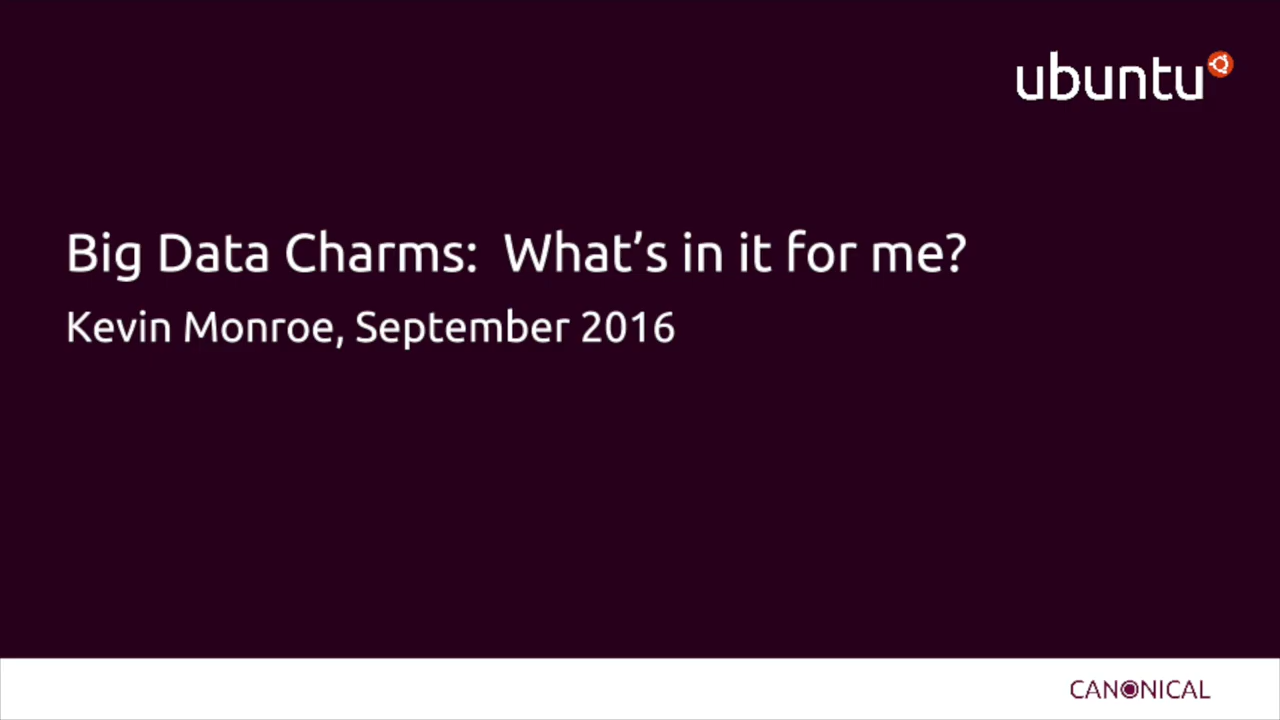 ubuntu
Big Data Charms: What’s in it for me?
Kevin Monroe, September 2016
CANONICAL